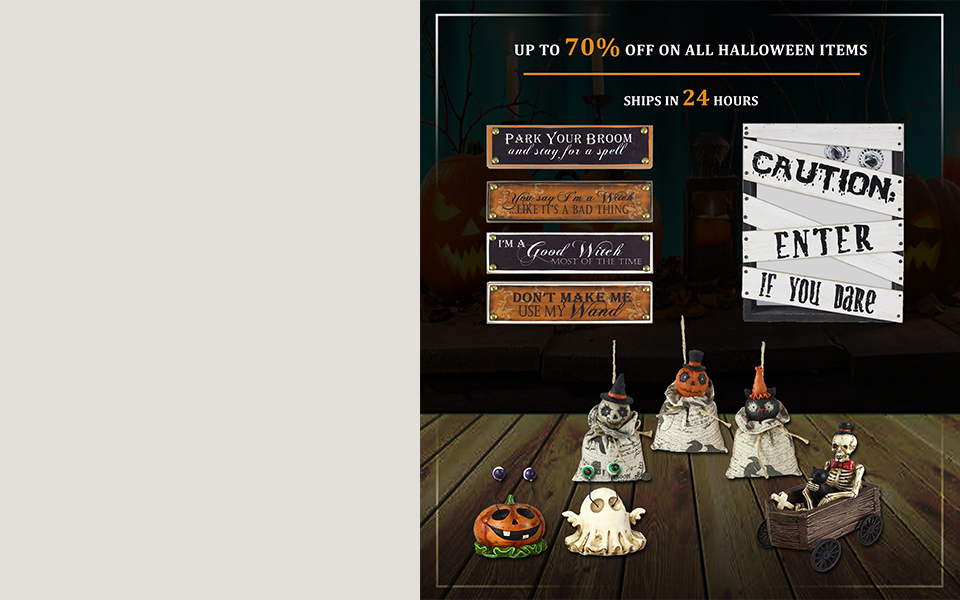 UP TO 70% OFF ON ALL HALLOWEEN ITEMS
SHIPS IN 24 HOURS
PARK YOUR BROOM
and stay for a spell
You say I'm a Witch
LIKE IT'S A BAD THING
I'M A Good Witch
MOST OF THE TIME
DON'T MAKE ME
USE MY Wand
CAUTION:
ENTER
IF YOU DARE